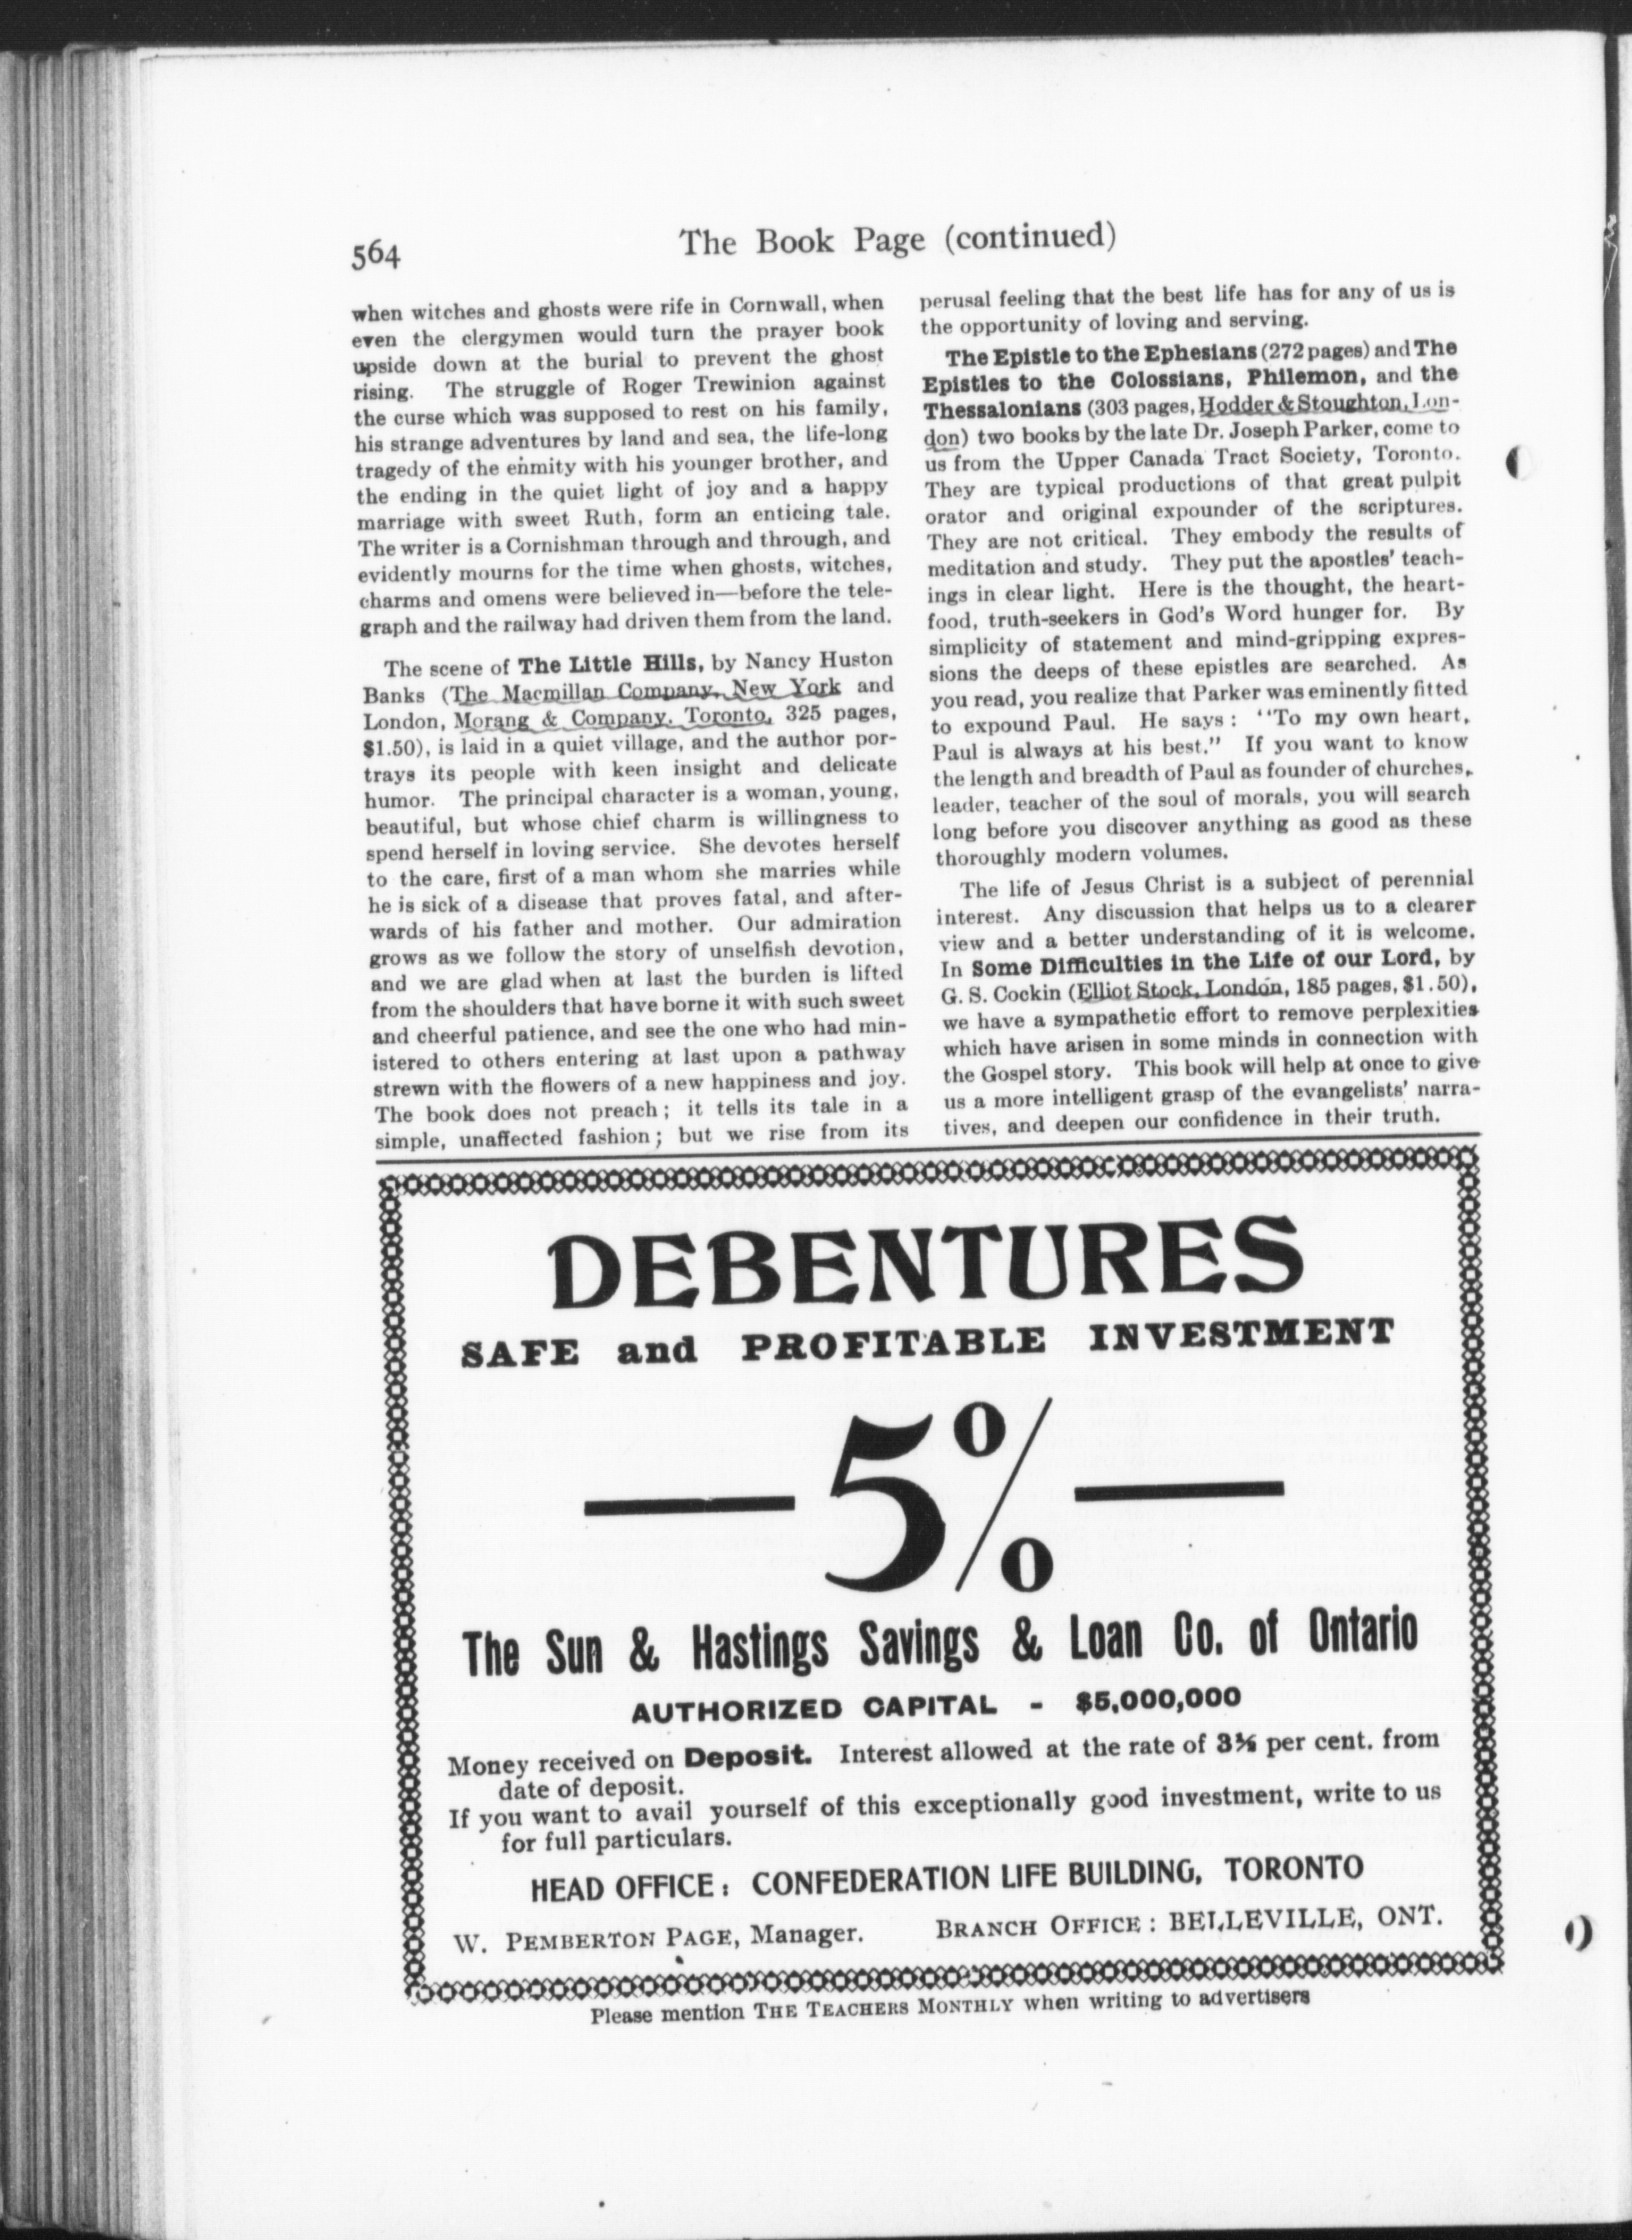 564
The Book Page (continued)
when witches and ghosts were rife in Cornwall, when
even the clergymen would turn the prayer book
upside down at the burial to prevent the ghost
rising. The struggle of Roger Trewinion against
the curse which was supposed to rest on his family,
his strange adventures by land and sea, the life-long
tragedy of the enmity with his younger brother, and
the ending in the quiet light of joy and a happy
marriage with sweet Ruth, form an enticing tale.
The writer is a Cornishman through and through, and
evidently mourns for the time when ghosts, witches,
charms and omens were believed in—before the tele-
graph and the railway had driven them from the land.
The scene of The Little Hills, by Nancy Huston
Banks (The Macmillan Company, New York and
London, Morang & Company, Toronto, 325 pages,
$1.50), is laid in a quiet village, and the author por-
trays its people with keen insight and delicate
humor. The principal character is a woman, young,
beautiful, but whose chief charm is willingness to
spend herself in loving service. She devotes herself
to the care, first of a man whom she marries while
he is sick of a disease that proves fatal, and after-
wards of his father and mother. Our admiration
grows as we follow the story of unselfish devotion,
and we are glad when at last the burden is lifted
from the shoulders that have borne it with such sweet
and cheerful patience, and see the one who had min-
istered to others entering at last upon a pathway
strewn with the flowers of a new happiness and joy.
The book does not preach; it tells its tale in a
simple, unaffected fashion; but we rise from its
perusal feeling that the best life has for any of us is
the opportunity of loving and serving.
The Epistle to the Ephesians (272 pages) and The
Epistles to the Colossians, Philemon, and the
Thessalonians (303 pages, Hodder & Stoughton, Lon-
don) two books by the late Dr. Joseph Parker, come to
us from the Upper Canada Tract Society, Toronto.
They are typical productions of that great pulpit
orator and original expounder of the scriptures.
They are not critical. They embody the results of
meditation and study. They put the apostles' teach-
ings in clear light. Here is the thought, the heart-
food, truth-seekers in God's Word hunger for. By
simplicity of statement and mind-gripping expres-
sions the deeps of these epistles are searched. As
you read, you realize that Parker was eminently fitted
to expound Paul. He says: "To my own heart,
Paul is always at his best." If you want to know
the length and breadth of Paul as founder of churches,
leader, teacher of the soul of morals, you will search
long before you discover anything as good as these
thoroughly modern volumes.
The life of Jesus Christ is a subject of perennial
interest. Any discussion that helps us to a clearer
view and a better understanding of it is welcome.
In Some Difficulties in the Life of our Lord, by
G. S. Cockin (Elliot Stock, London, 185 pages, $1.50),
we have a sympathetic effort to remove perplexities
which have arisen in some minds in connection with
the Gospel story. This book will help at once to give
us a more intelligent grasp of the evangelists' narra-
tives, and deepen our confidence in their truth.
DEBENTURES
SAFE and PROFITABLE INVESTMENT
—5%—
The Sun & Hastings Savings & Loan Co. of Ontario
AUTHORIZED CAPITAL - $5,000,000
Money received on Deposit. Interest allowed at the rate of 3½ per cent. from
date of deposit.
If you want to avail yourself of this exceptionally good investment, write to us
for full particulars.
HEAD OFFICE: CONFEDERATION LIFE BUILDING, TORONTO
W. PEMBERTON PAGE, Manager. BRANCH OFFICE: BELLEVILLE, ONT.
Please mention THE TEACHERS MONTHLY when writing to advertisers